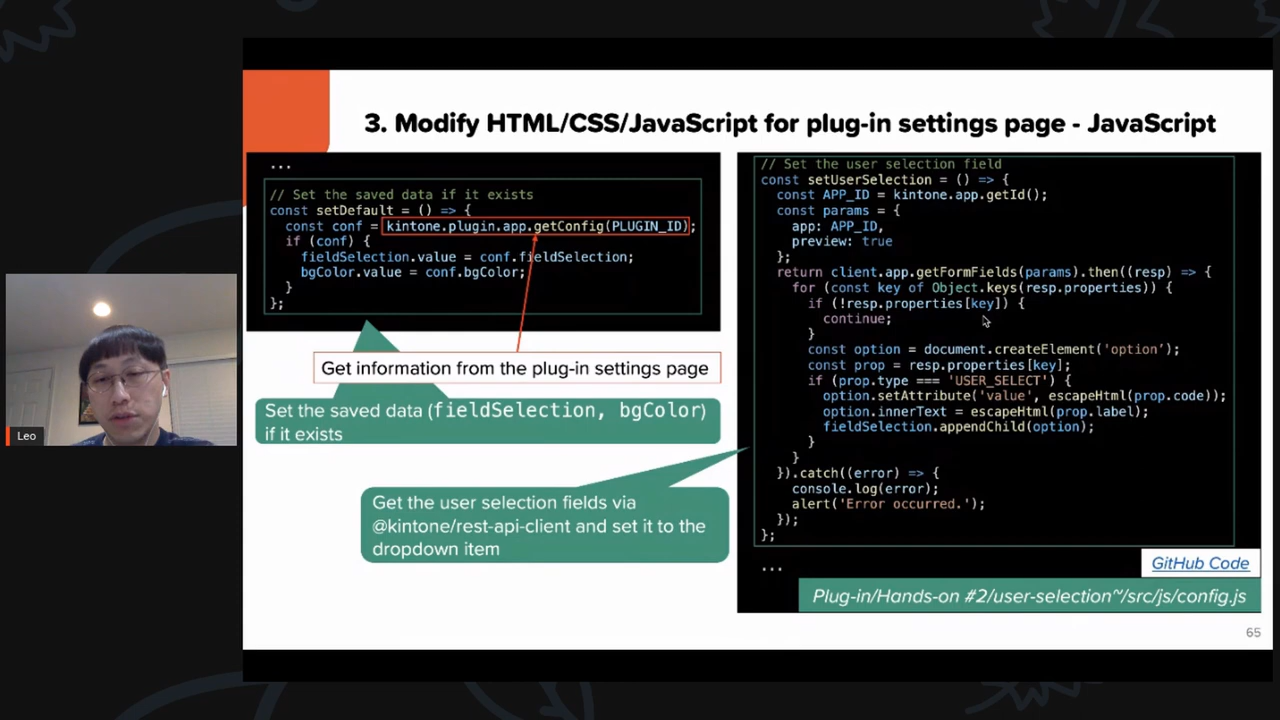 3. Modify HTML/CSS/JavaScript for plug-in settings page - JavaScript
...
// Set the saved data if it exists
const setDefault = () => {
const conf = kintone.plugin.app.getConfig(PLUGIN_ID);
if (conf) {
fieldSelection.value = conf.fieldSelection;
bgColor.value = conf.bgColor;
}
};
Get information from the plug-in settings page
Set the saved data (fieldSelection, bgColor)
if it exists
Get the user selection fields via
@kintone/rest-api-client and set it to the
dropdown item
// Set the user selection field
const setUserSelection = () => {
const APP_ID = kintone.app.getId();
const params = {
app: APP_ID,
preview: true
};
return client.app.getFormFields(params).then((resp) => {
for (const key of Object.keys(resp.properties)) {
if (!resp.properties[key]) {
continue;
}
const option = document.createElement('option’);
const prop = resp.properties[key];
if (prop.type === 'USER_SELECT') {
option.setAttribute('value', escapeHtml(prop.code));
option.innerText = escapeHtml(prop.label);
fieldSelection.appendChild(option);
}
}
}).catch((error) => {
console.log(error);
alert('Error occurred.');
});
};
...
GitHub Code
Plug-in/Hands-on #2/user-selection~/src/js/config.js
65
Leo